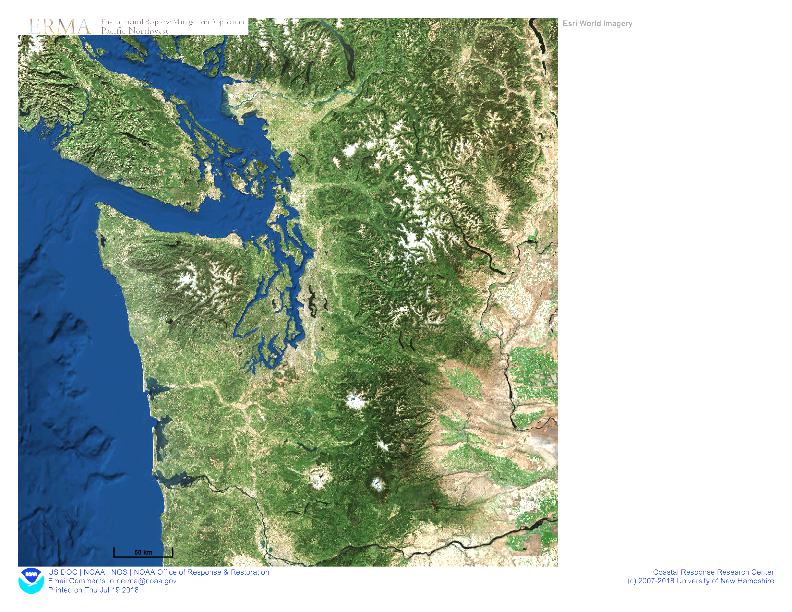 ERMA
Environmental Response Management Application
Pacific Northwest
Esri World Imagery
50 km
US DOC | NOAA | NOS | NOAA Office of Response & Restoration
Email Comments: orr.erma@noaa.gov
Printed on Thu Jul 19 2018
Coastal Response Research Center
(c) 2007-2018 University of New Hampshire